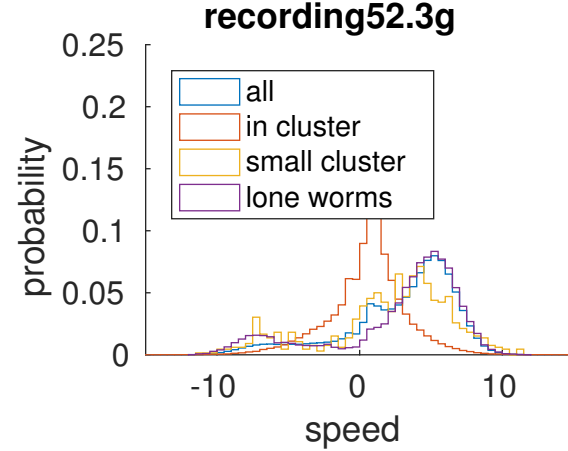 recording52.3g
0.25
0.2
0.15
0.1
0.05
0
probability
all
in cluster
small cluster
lone worms
-10
0
10
speed